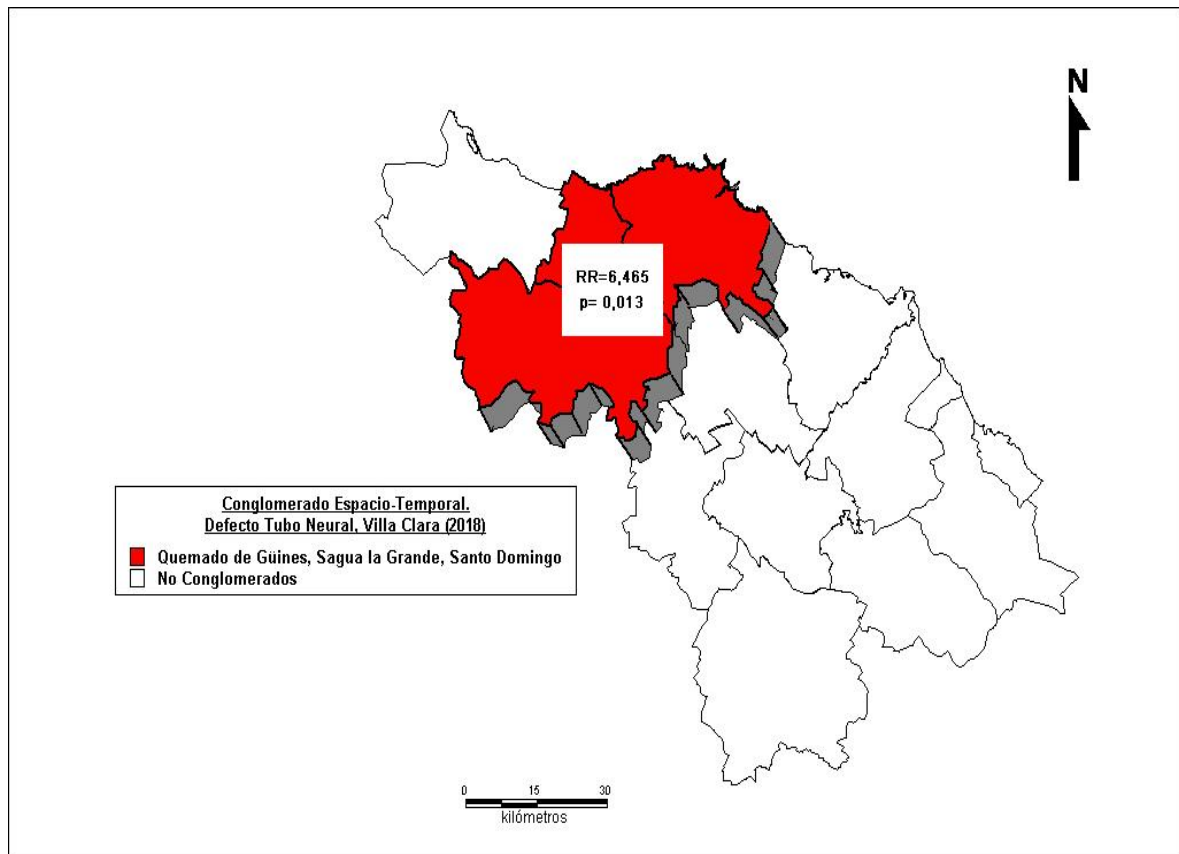 N
RR=6,465
p= 0,013
Conglomerado Espacio-Temporal.
Defecto Tubo Neural, Villa Clara (2018)
Quemado de Güines, Sagua la Grande, Santo Domingo
No Conglomerados
0 15 30
kilómetros